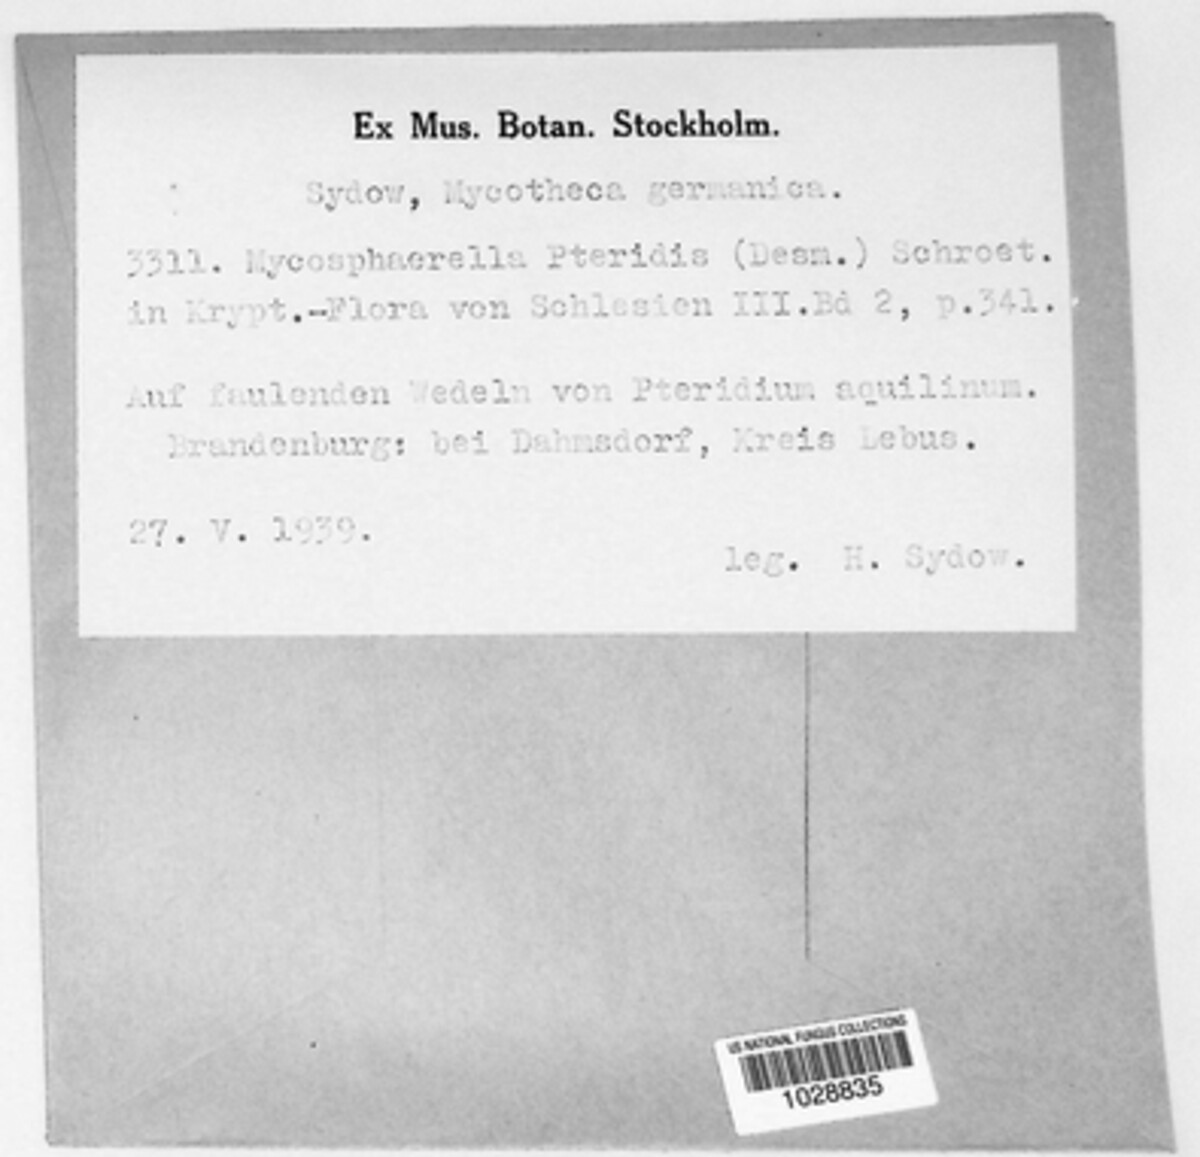 Ex Mus. Botan. Stockholm.
Sydow, Mycotheca germanica.
3311. Mycosphaerella Pteridis (Desm.) Schroet.
in Krypt.-Flora von Schlesien III.Bd 2, p.341.
Auf faulenden Wedeln von Pteridium aquilinum.
Brandenburg: bei Dahmsdorf, Kreis Lebus.
27. V. 1939.
leg. H. Sydow.
US NATIONAL FUNGUS COLLECTIONS
1028835